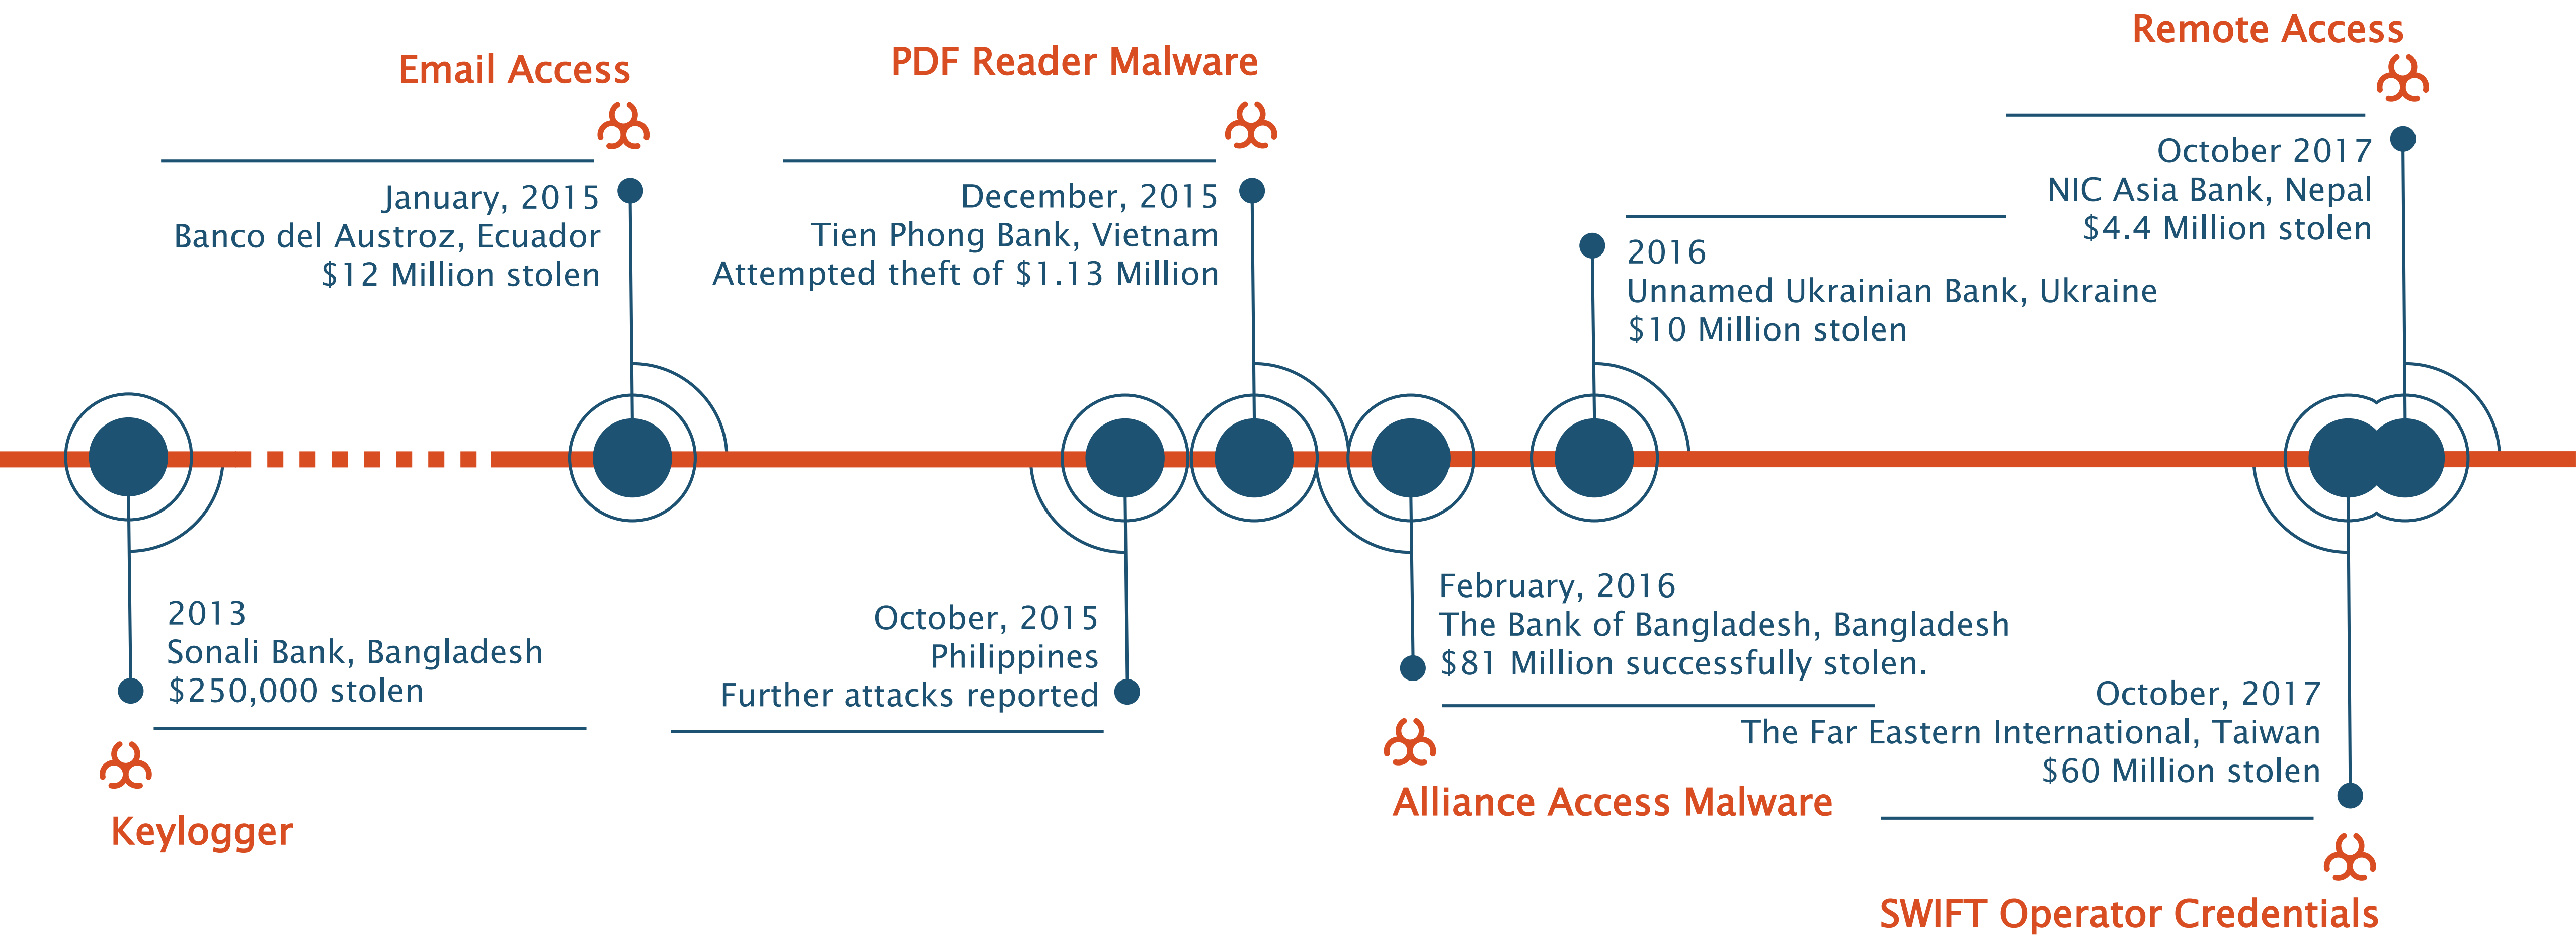 Keylogger
2013
Sonali Bank, Bangladesh
$250,000 stolen
Email Access
January, 2015
Banco del Austroz, Ecuador
$12 Million stolen
October, 2015
Philippines
Further attacks reported
PDF Reader Malware
December, 2015
Tien Phong Bank, Vietnam
Attempted theft of $1.13 Million
February, 2016
The Bank of Bangladesh, Bangladesh
$81 Million successfully stolen.
Alliance Access Malware
2016
Unnamed Ukrainian Bank, Ukraine
$10 Million stolen
October, 2017
The Far Eastern International, Taiwan
$60 Million stolen
SWIFT Operator Credentials
Remote Access
October 2017
NIC Asia Bank, Nepal
$4.4 Million stolen